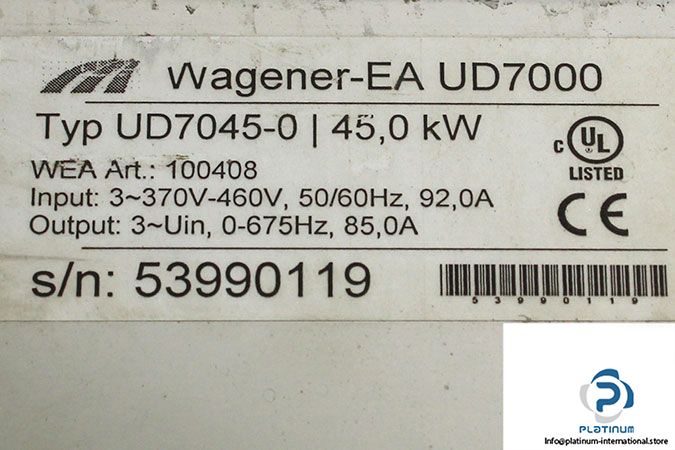 Wagener-EA UD7000
Typ UD7045-0 | 45,0 kW
WEA Art.: 100408
Input: 3~370V-460V, 50/60Hz, 92,0A
Output: 3~Uin, 0-675Hz, 85,0A
c UL
LISTED
CE
s/n: 53990119
53990119
PLATINUM
Info@platinum-international.store